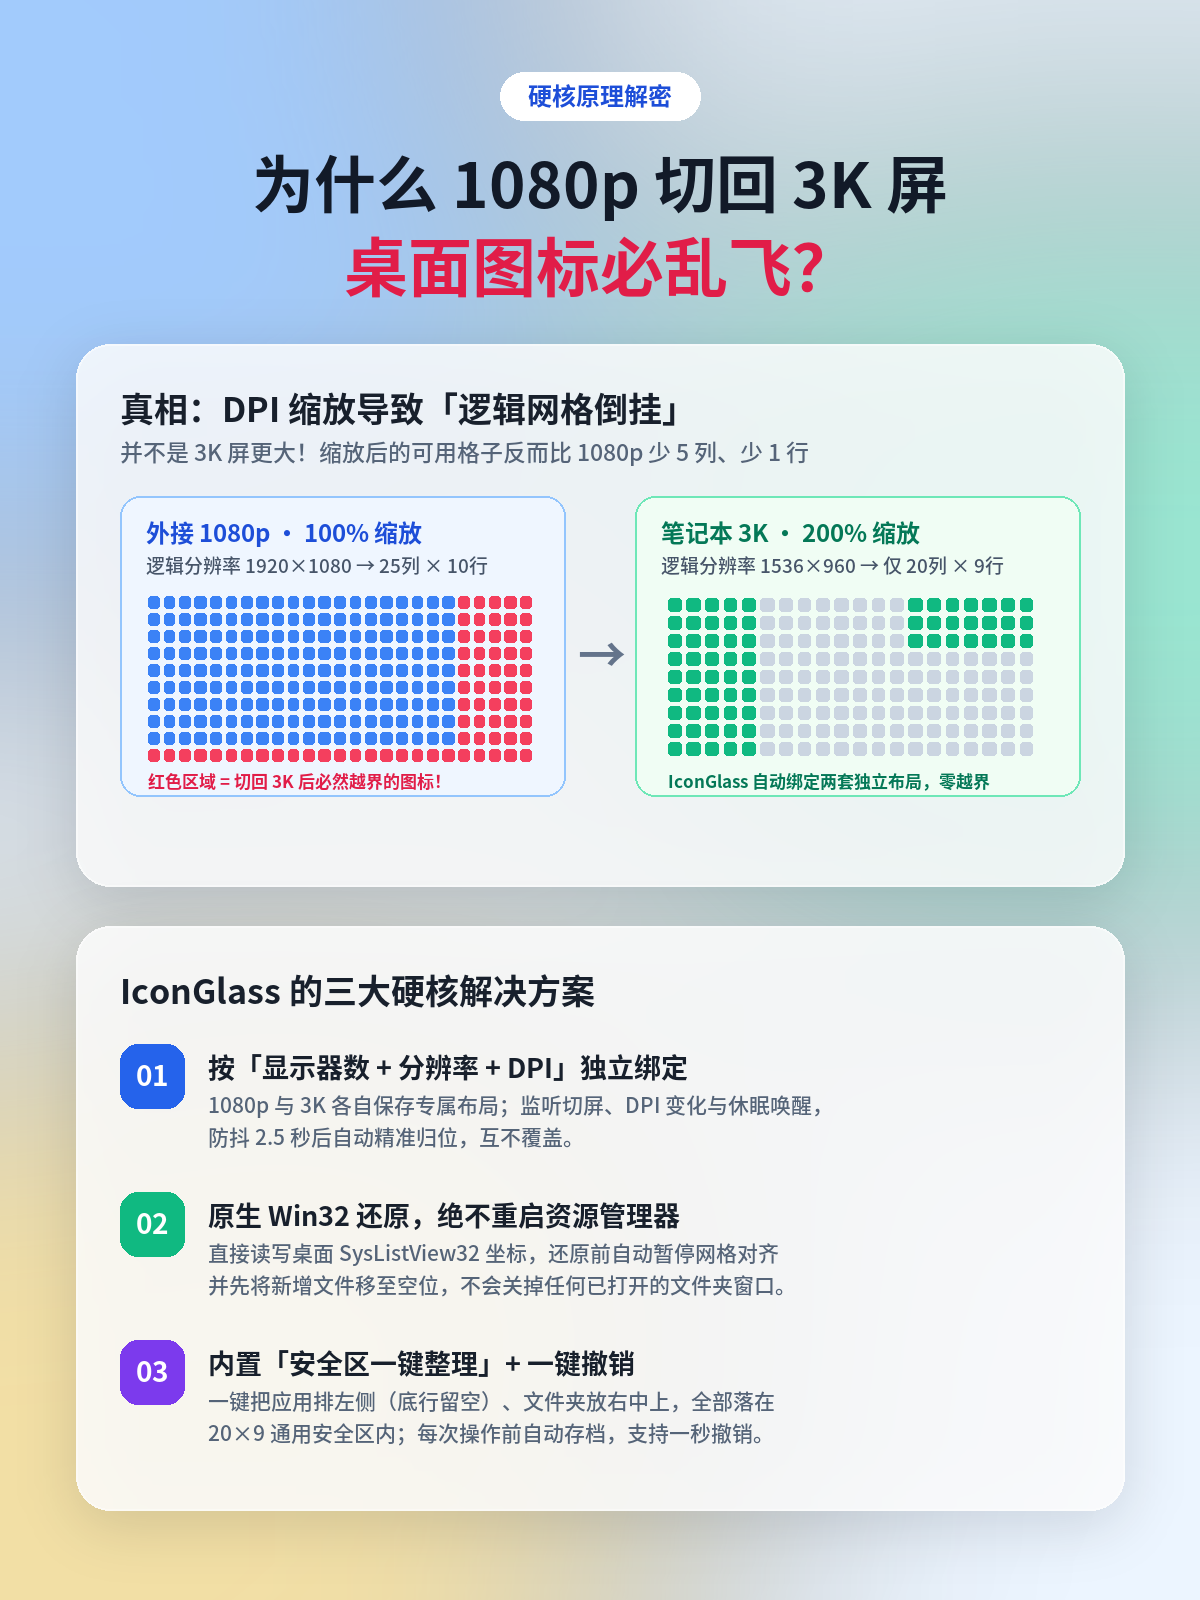 硬核原理解密
为什么 1080p 切回 3K 屏
桌面图标必乱飞？
真相：DPI 缩放导致「逻辑网格倒挂」
并不是 3K 屏更大！缩放后的可用格子反而比 1080p 少 5 列、少 1 行
外接 1080p · 100% 缩放
逻辑分辨率 1920×1080 → 25列 × 10行
红色区域 = 切回 3K 后必然越界的图标！
→
笔记本 3K · 200% 缩放
逻辑分辨率 1536×960 → 仅 20列 × 9行
IconGlass 自动绑定两套独立布局，零越界
IconGlass 的三大硬核解决方案
01
按「显示器数 + 分辨率 + DPI」独立绑定
1080p 与 3K 各自保存专属布局；监听切屏、DPI 变化与休眠唤醒，
防抖 2.5 秒后自动精准归位，互不覆盖。
02
原生 Win32 还原，绝不重启资源管理器
直接读写桌面 SysListView32 坐标，还原前自动暂停网格对齐
并先将新增文件移至空位，不会关掉任何已打开的文件夹窗口。
03
内置「安全区一键整理」+ 一键撤销
一键把应用排左侧（底行留空）、文件夹放右中上，全部落在
20×9 通用安全区内；每次操作前自动存档，支持一秒撤销。